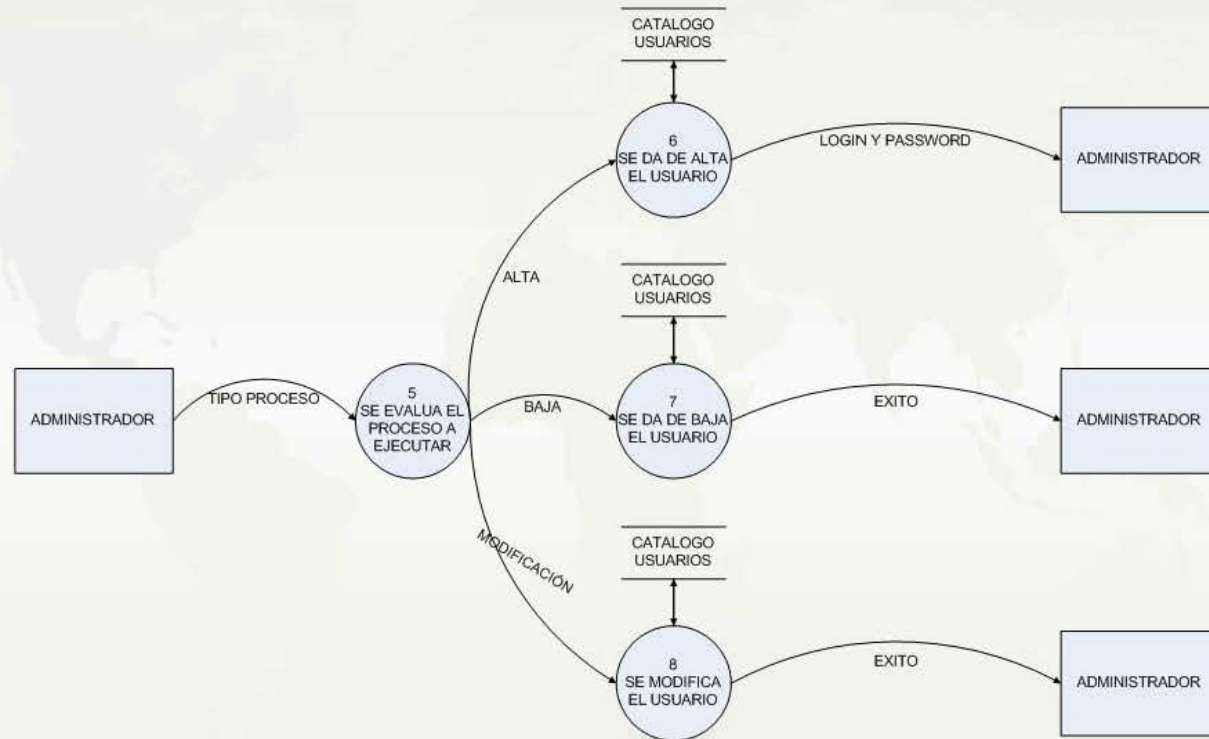 CATALOGO
USUARIOS
6
SE DA DE ALTA
EL USUARIO
LOGIN Y PASSWORD
ADMINISTRADOR
ALTA
CATALOGO
USUARIOS
ADMINISTRADOR
TIPO PROCESO
5
SE EVALUA EL
PROCESO A
EJECUTAR
BAJA
7
SE DA DE BAJA
EL USUARIO
EXITO
ADMINISTRADOR
MODIFICACIÓN
CATALOGO
USUARIOS
8
SE MODIFICA
EL USUARIO
EXITO
ADMINISTRADOR